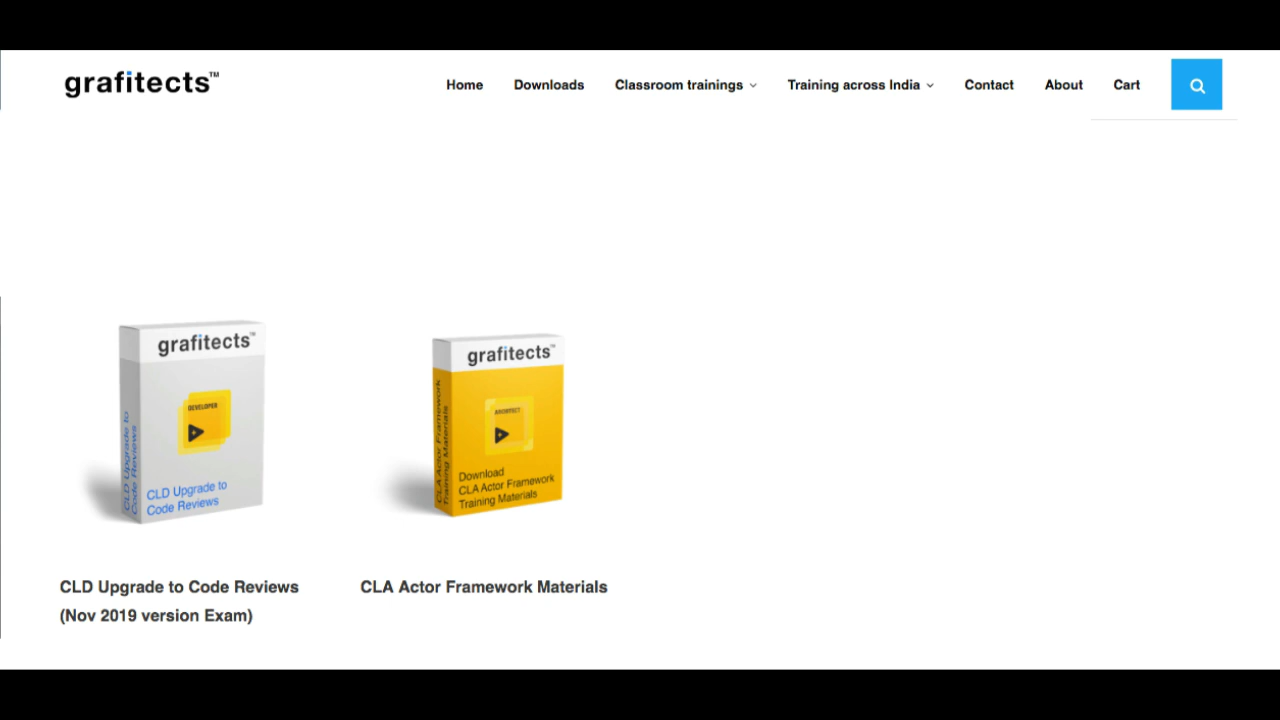 grafitects™
Home Downloads Classroom trainings Training across India Contact About Cart
grafitects™
DEVELOPER
CLD Upgrade to
Code Reviews
CLD Upgrade to
Code Reviews
grafitects™
ARCHITECT
CLA Actor Framework
Training Materials
Download
CLA Actor Framework
Training Materials
CLD Upgrade to Code Reviews
(Nov 2019 version Exam)
CLA Actor Framework Materials